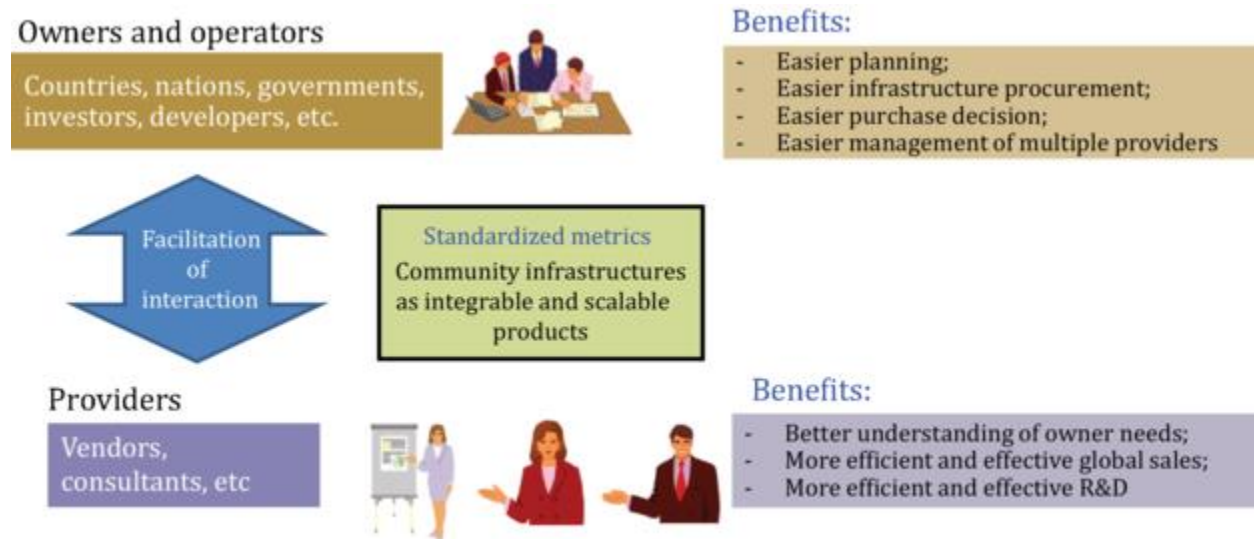 Owners and operators
Countries, nations, governments,
investors, developers, etc.
Benefits:
- Easier planning;
- Easier infrastructure procurement;
- Easier purchase decision;
- Easier management of multiple providers
Facilitation
of
interaction
Standardized metrics
Community infrastructures
as integrable and scalable
products
Providers
Vendors,
consultants, etc
Benefits:
- Better understanding of owner needs;
- More efficient and effective global sales;
- More efficient and effective R&D